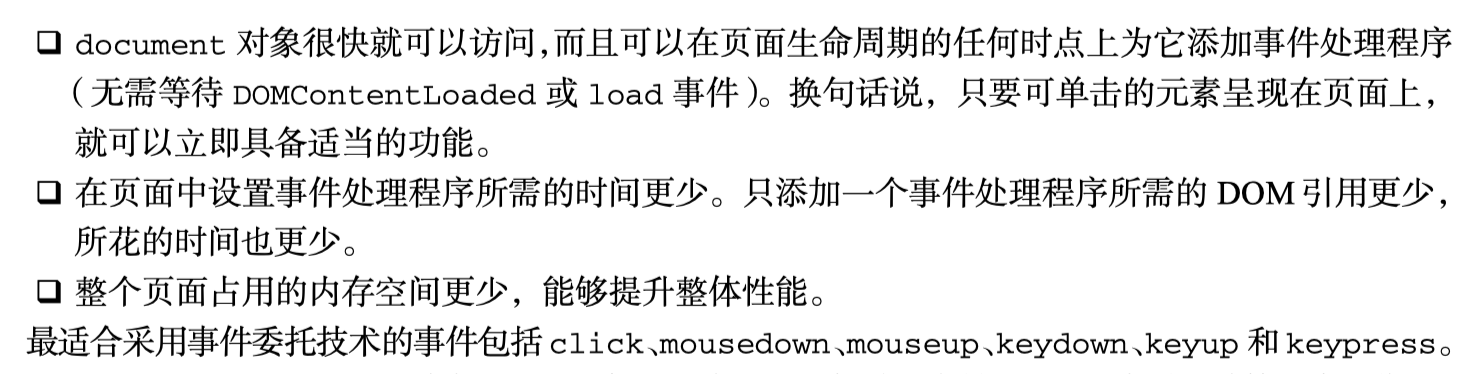 ❑ document 对象很快就可以访问,而且可以在页面生命周期的任何时点上为它添加事件处理程序
（无需等待 DOMContentLoaded 或 load 事件）。换句话说，只要可单击的元素呈现在页面上，
就可以立即具备适当的功能。
❑ 在页面中设置事件处理程序所需的时间更少。只添加一个事件处理程序所需的 DOM 引用更少，
所花的时间也更少。
❑ 整个页面占用的内存空间更少，能够提升整体性能。
最适合采用事件委托技术的事件包括 click、mousedown、mouseup、keydown、keyup 和 keypress。